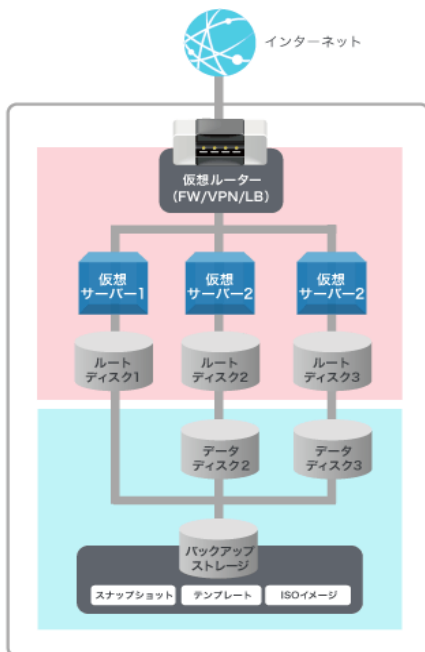 インターネット
仮想ルーター
(FW/VPN/LB)
仮想
サーバー1
仮想
サーバー2
仮想
サーバー2
ルート
ディスク1
ルート
ディスク2
ルート
ディスク3
データ
ディスク2
データ
ディスク3
バックアップ
ストレージ
スナップショット
テンプレート
ISOイメージ